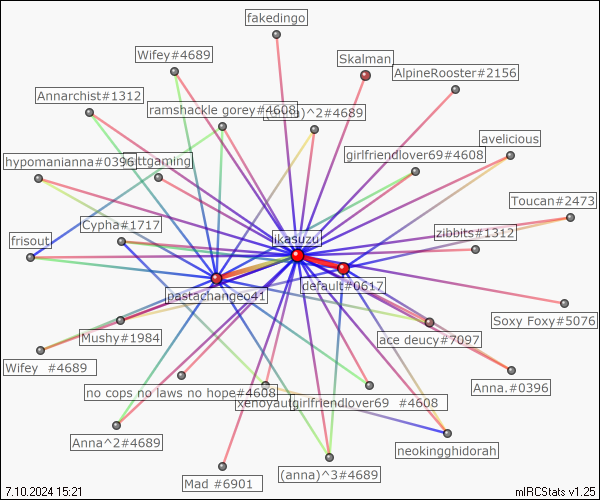 fakedingo
Wifey#4689
Skalman
AlpineRooster#2156
Annarchist#1312
ramshackle gorey#4608
)^2#4689
avelicious
hypomanianna#0396
ttgaming
girlfriendlover69#4608
Toucan#2473
Cypha#1717
zibbits#1312
frisout
ikasuzu
default#0617
pastachangeo41
Soxy Foxy#5076
Mushy#1984
ace deucy#7097
Wifey #4689
Anna.#0396
no cops no laws no hope#4608
xenoyaut
girlfriendlover69 #4608
Anna^2#4689
neokingghidorah
Mad #6901
(anna)^3#4689
7.10.2024 15:21
mIRCStats v1.25